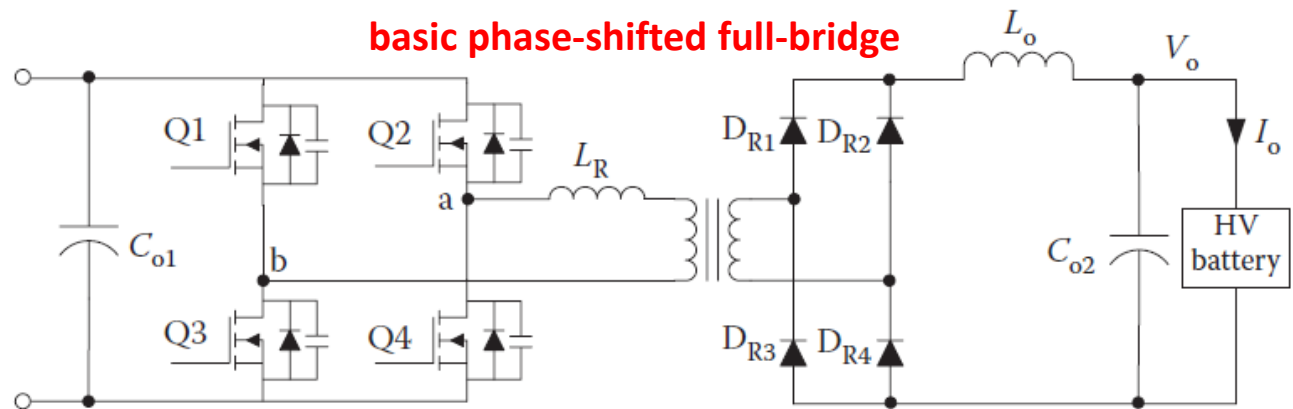 basic phase-shifted full-bridge
Lo
Vo
Q1
Q2
DR1
DR2
Io
LR
a
Co1
b
Co2
HV
battery
Q3
Q4
DR3
DR4